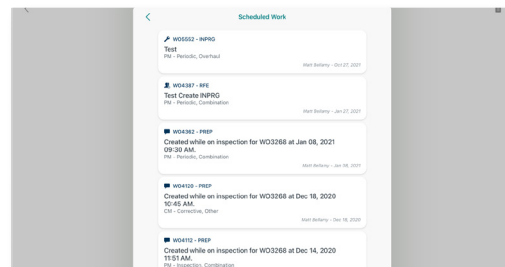 Scheduled Work
WO5552 - INPRG
Test
PM - Periodic, Overhaul
Matt Bellamy - Oct 27, 2021
WO4387 - RFE
Test Create INPRG
PM - Periodic, Combination
Matt Bellamy - Jan 27, 2021
WO4362 - PREP
Created while on inspection for WO3268 at Jan 08, 2021
09:30 AM.
PM - Periodic, Combination
Matt Bellamy - Jan 08, 2021
WO4120 - PREP
Created while on inspection for WO3268 at Dec 18, 2020
10:45 AM.
CM - Corrective, Other
Matt Bellamy - Dec 18, 2020
WO4112 - PREP
Created while on inspection for WO3268 at Dec 14, 2020
11:51 AM.
PM - Inspection, Combination